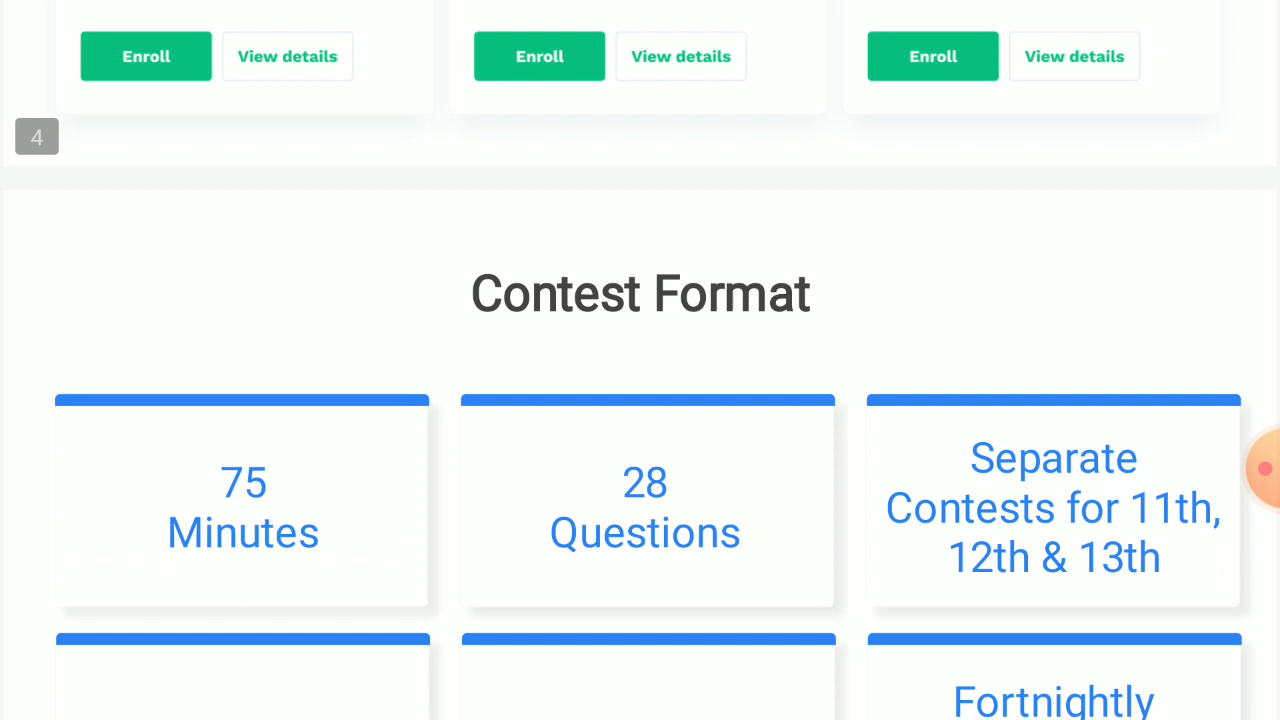 Enroll View details Enroll View details Enroll View details
4
Contest Format
75
Minutes
28
Questions
Separate
Contests for 11th,
12th & 13th
Fortnightly